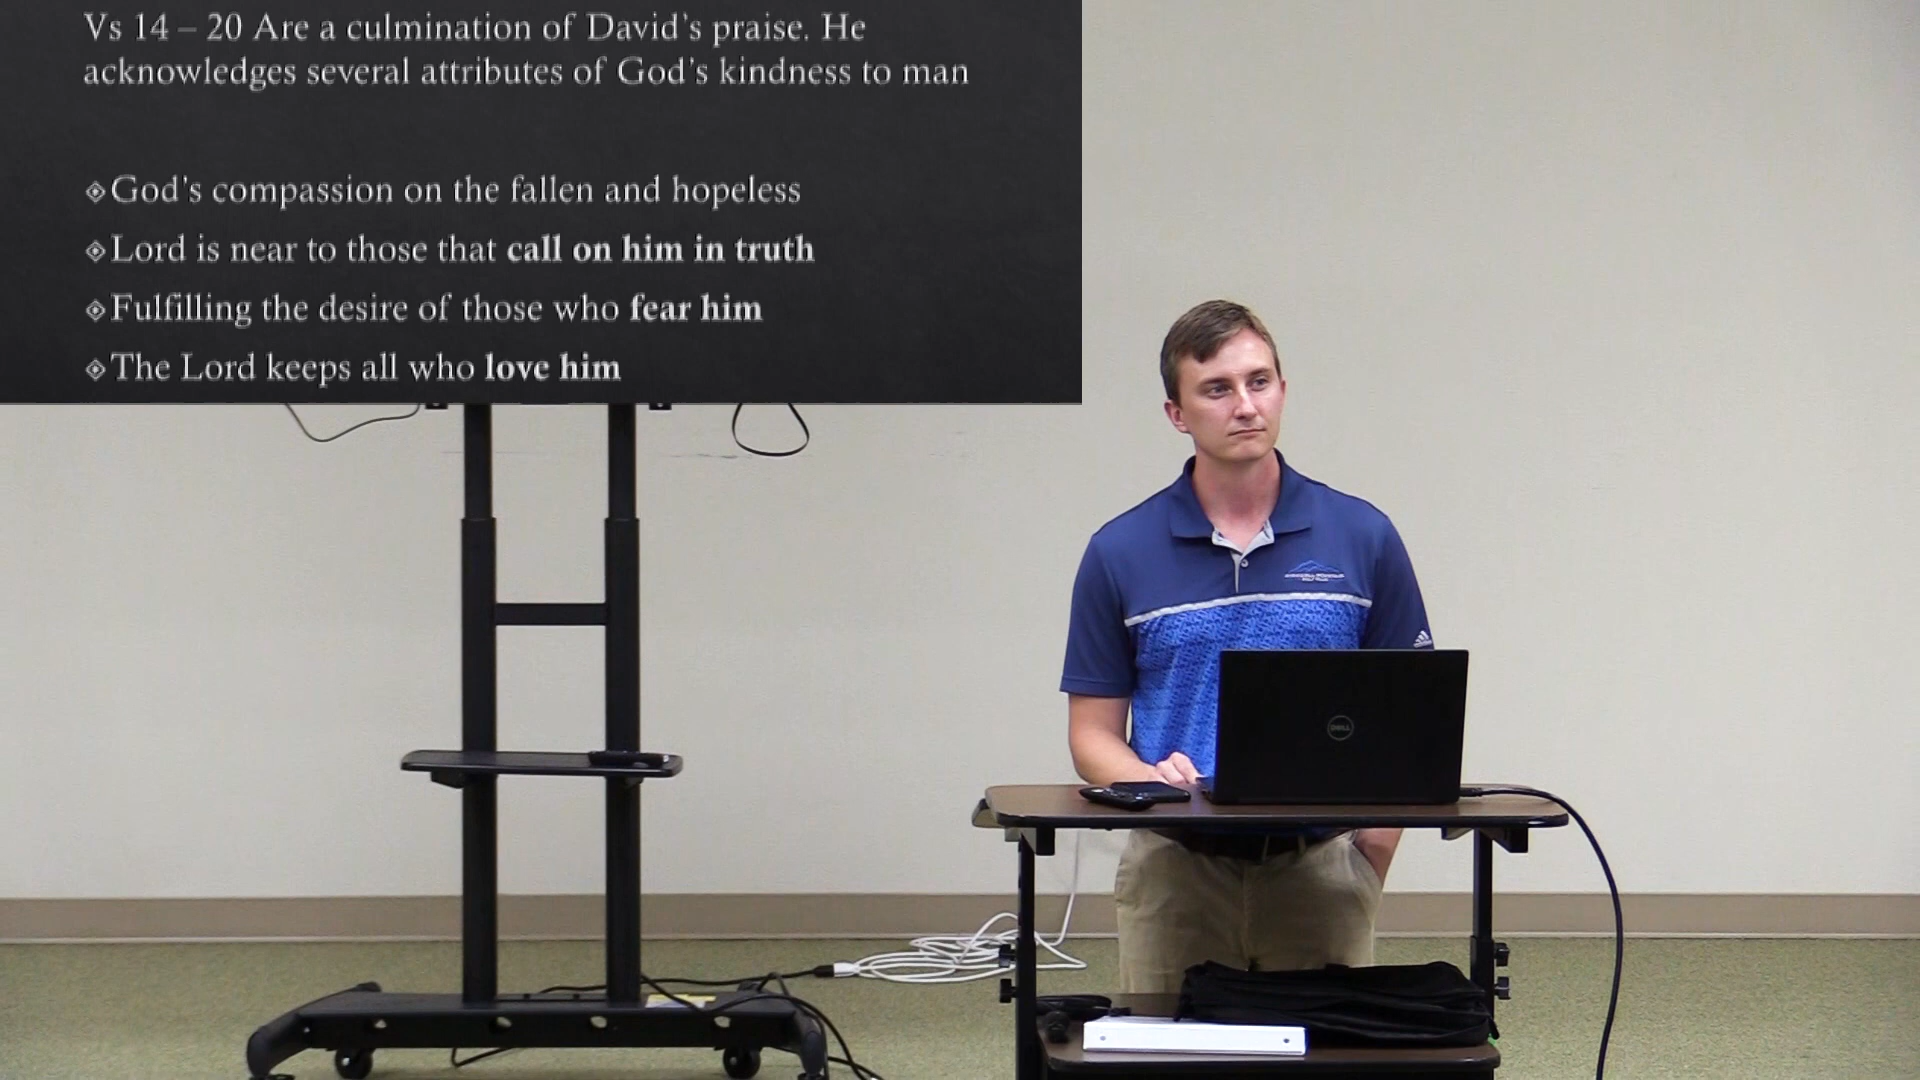 Vs 14 – 20 Are a culmination of David's praise. He
acknowledges several attributes of God's kindness to man
God's compassion on the fallen and hopeless
Lord is near to those that call on him in truth
Fulfilling the desire of those who fear him
The Lord keeps all who love him
DELL